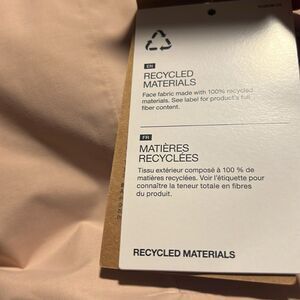 EN
RECYCLED
MATERIALS
Face fabric made with 100% recycled
materials. See label for product's full
fiber content.
FR
MATIÈRES
RECYCLÉES
Tissu extérieur composé à 100 % de
matières recyclées. Voir l'étiquette pour
connaître la teneur totale en fibres
du produit.
RECYCLED MATERIALS